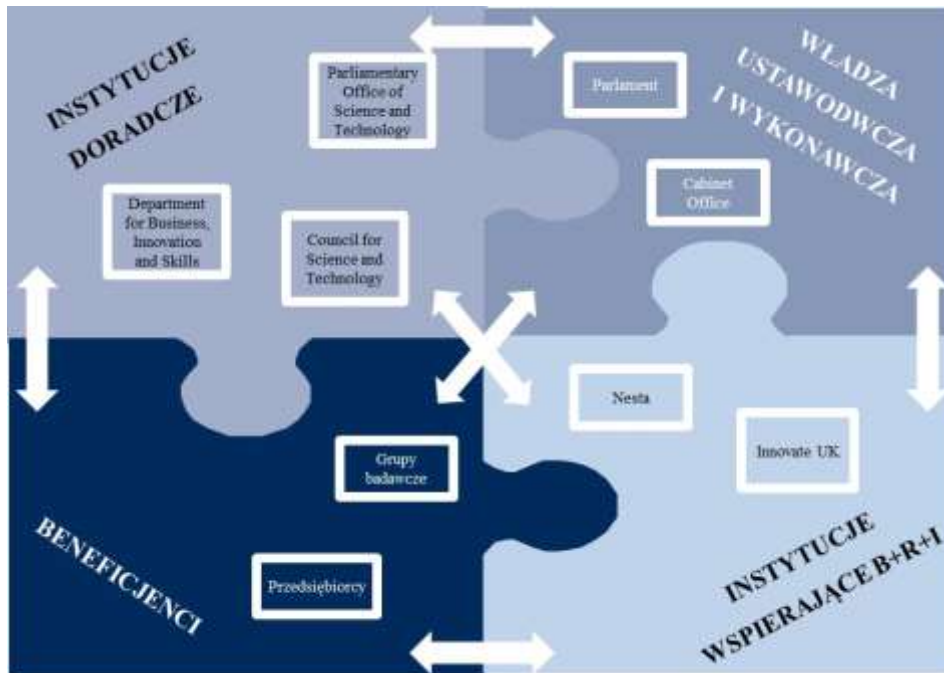 INSTYTUCJE
DORADCZE
Parliamentary
Office of
Science and
Technology
Department
for Business,
Innovation
and Skills
Council for
Science and
Technology
WŁADZA
USTAWODWCZA
I WYKONAWCZA
Parlament
Cabinet
Office
BENEFICJENCI
Grupy
badawcze
Przedsiębiorcy
Nesta
Innovate UK
INSTYTUCJE
WSPIERAJĄCE B+R+I